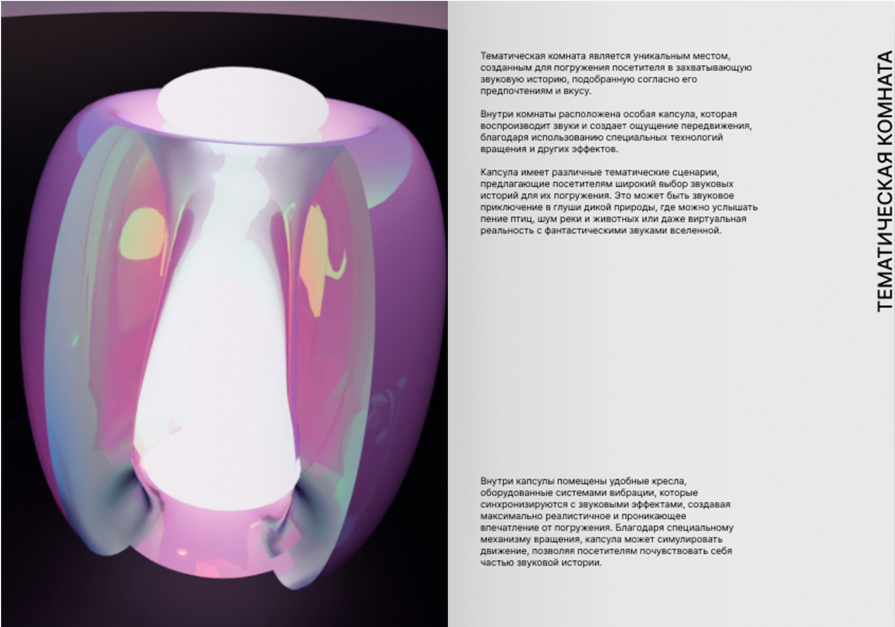 ТЕМАТИЧЕСКАЯ КОМНАТА
Тематическая комната является уникальным местом,
созданным для погружения посетителя в захватывающую
звуковую историю, подобранную согласно его
предпочтениям и вкусу.
Внутри комнаты расположена особая капсула, которая
воспроизводит звуки и создает ощущение передвижения,
благодаря использованию специальных технологий
вращения и других эффектов.
Капсула имеет различные тематические сценарии,
предлагающие посетителям широкий выбор звуковых
историй для их погружения. Это может быть звуковое
приключение в глуши дикой природы, где можно услышать
пение птиц, шум реки и животных или даже виртуальная
реальность с фантастическими звуками вселенной.
Внутри капсулы помещены удобные кресла,
оборудованные системами вибрации, которые
синхронизируются с звуковыми эффектами, создавая
максимально реалистичное и проникающее
впечатление от погружения. Благодаря специальному
механизму вращения, капсула может симулировать
движение, позволяя посетителям почувствовать себя
частью звуковой истории.